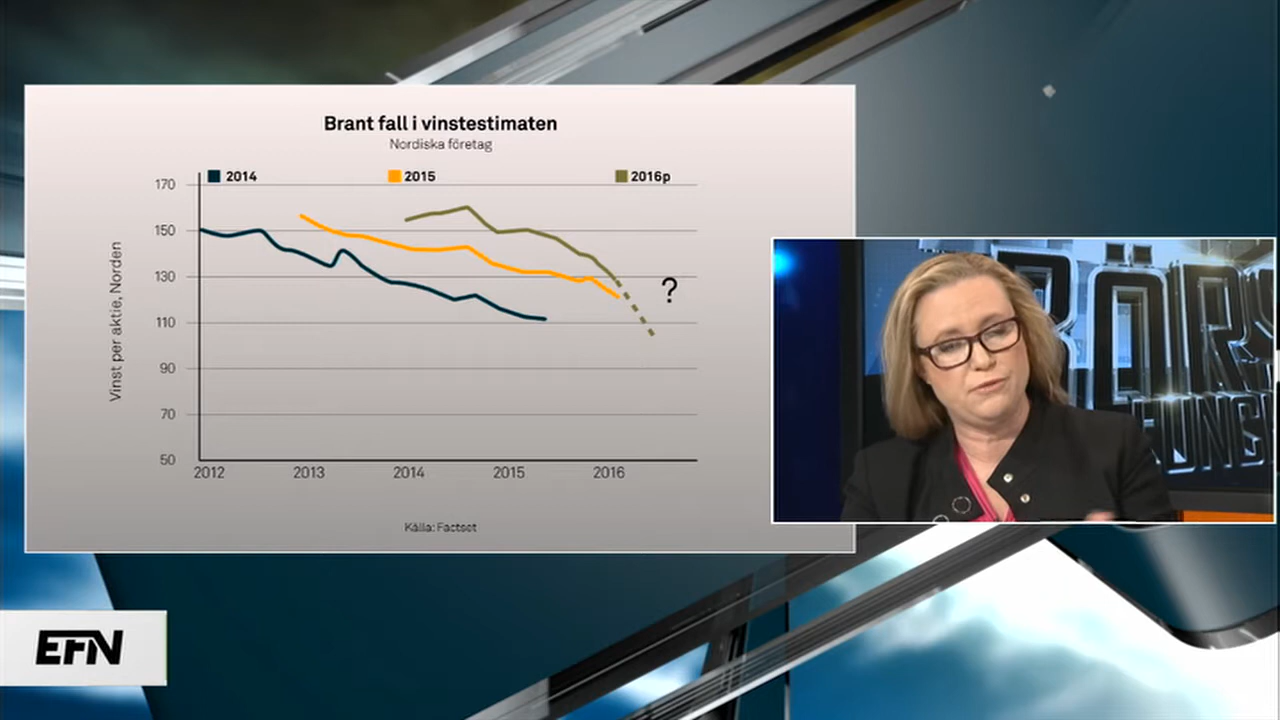 Brant fall i vinstestimaten
Nordiska företag
2014 2015 2016p
170
150
130
110
90
70
50
Vinst per aktie, Norden
?
2012 2013 2014 2015 2016
Källa: Factset
EFN